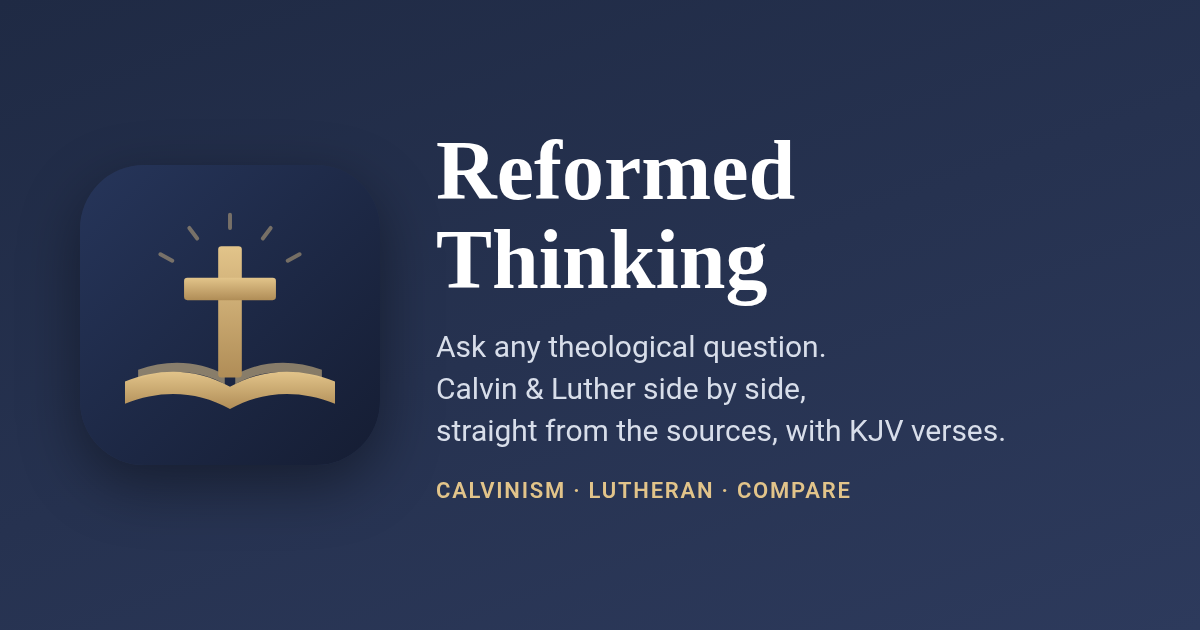 Reformed
Thinking
Ask any theological question.
Calvin & Luther side by side,
straight from the sources, with KJV verses.
CALVINISM · LUTHERAN · COMPARE